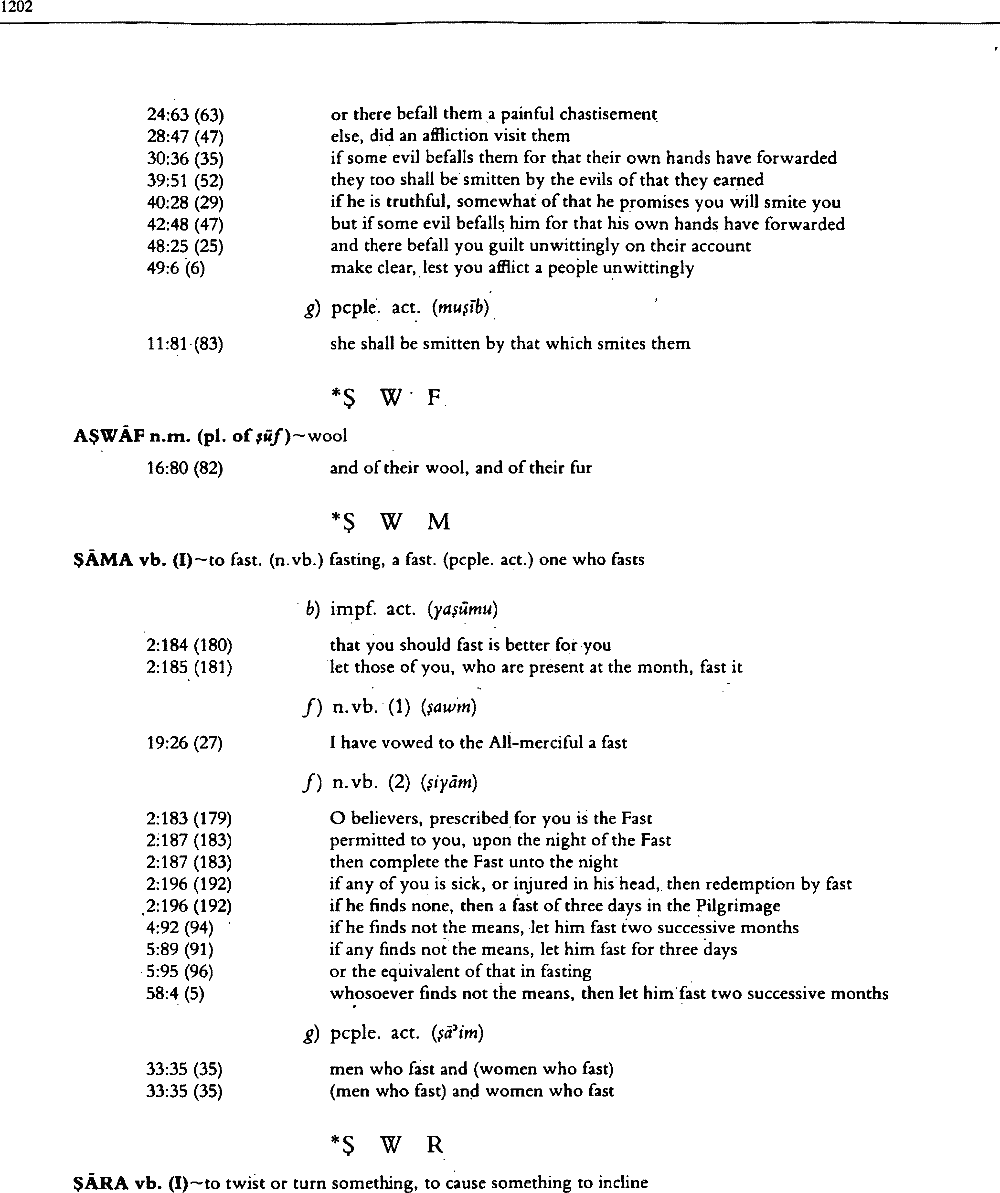 1202
24:63 (63) or there befall them a painful chastisement
28:47 (47) else, did an affliction visit them
30:36 (35) if some evil befalls them for that their own hands have forwarded
39:51 (52) they too shall be smitten by the evils of that they earned
40:28 (29) if he is truthful, somewhat of that he promises you will smite you
42:48 (47) but if some evil befalls him for that his own hands have forwarded
48:25 (25) and there befall you guilt unwittingly on their account
49:6 (6) make clear, lest you afflict a people unwittingly
g) pcple. act. (muṣīb)
11:81 (83) she shall be smitten by that which smites them
*Ṣ W F
AṢWĀF n.m. (pl. of ṣūf)~wool
16:80 (82) and of their wool, and of their fur
*Ṣ W M
ṢĀMA vb. (I)~to fast. (n.vb.) fasting, a fast. (pcple. act.) one who fasts
b) impf. act. (yaṣūmu)
2:184 (180) that you should fast is better for you
2:185 (181) let those of you, who are present at the month, fast it
f) n.vb. (1) (ṣawm)
19:26 (27) I have vowed to the All-merciful a fast
f) n.vb. (2) (ṣiyām)
2:183 (179) O believers, prescribed for you is the Fast
2:187 (183) permitted to you, upon the night of the Fast
2:187 (183) then complete the Fast unto the night
2:196 (192) if any of you is sick, or injured in his head, then redemption by fast
2:196 (192) if he finds none, then a fast of three days in the Pilgrimage
4:92 (94) if he finds not the means, let him fast two successive months
5:89 (91) if any finds not the means, let him fast for three days
5:95 (96) or the equivalent of that in fasting
58:4 (5) whosoever finds not the means, then let him fast two successive months
g) pcple. act. (ṣāʾim)
33:35 (35) men who fast and (women who fast)
33:35 (35) (men who fast) and women who fast
*Ṣ W R
ṢĀRA vb. (I)~to twist or turn something, to cause something to incline